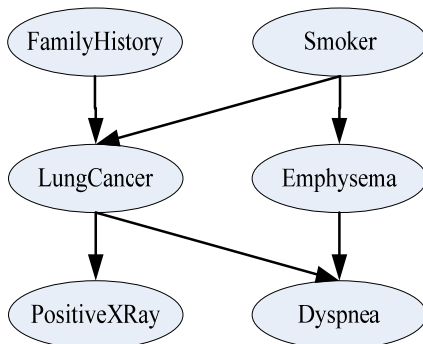 FamilyHistory
Smoker
LungCancer
Emphysema
PositiveXRay
Dyspnea